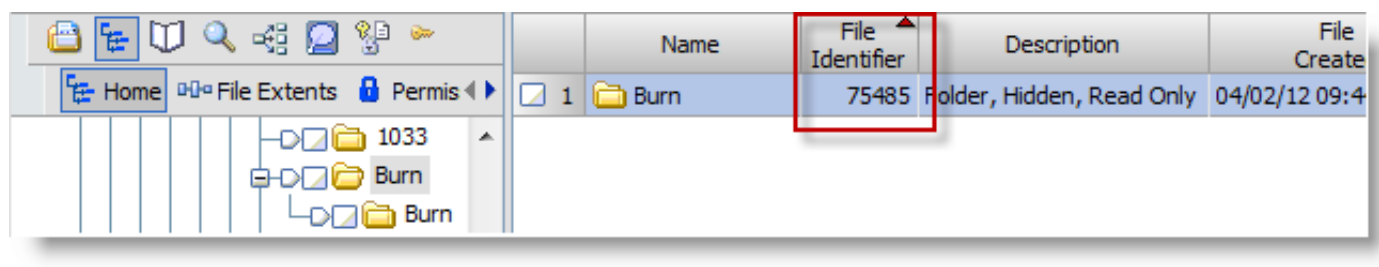 Home File Extents Permis
1033
Burn
Burn
Name File Identifier Description File Create
1 Burn 75485 Folder, Hidden, Read Only 04/02/12 09:4